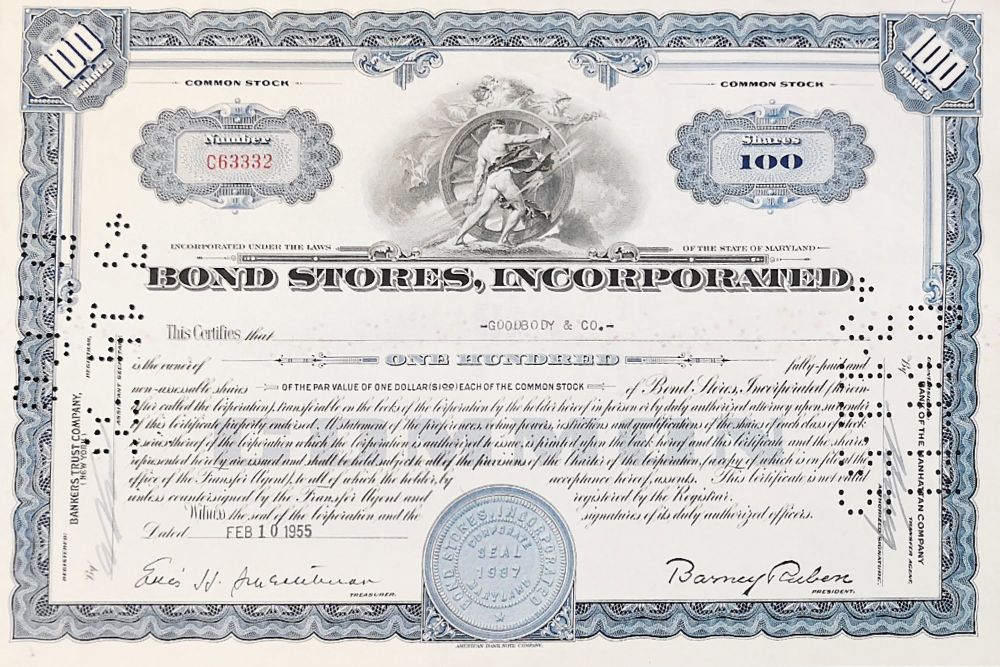 100 SHARES
100 SHARES
COMMON STOCK
COMMON STOCK
Number
C63332
Shares
100
INCORPORATED UNDER THE LAWS
OF THE STATE OF MARYLAND
BOND STORES, INCORPORATED
This Certifies that
-GOODBODY & CO.-
is the owner of
ONE HUNDRED
fully-paid and
non-assessable shares OF THE PAR VALUE OF ONE DOLLAR ($1.00) EACH OF THE COMMON STOCK of Bond Stores, Incorporated (herein-
after called the Corporation), transferable on the books of the Corporation by the holder hereof in person or by duly authorized attorney upon surrender
of this certificate properly endorsed. A statement of the preferences, voting powers, restrictions and qualifications of the shares of each class of stock
or series thereof of the Corporation which the Corporation is authorized to issue is printed upon the back hereof and this Certificate and the shares
represented hereby are issued and shall be held subject to all of the provisions of the Charter of the Corporation, (a copy of which is on file at the
office of the Transfer Agent), to all of which the holder, by acceptance hereof, assents. This certificate is not valid
unless countersigned by the Transfer Agent and registered by the Registrar.
Witness the seal of the Corporation and the signatures of its duly authorized officers.
Dated FEB 10 1955
TREASURER.
Barney Ruben
PRESIDENT.
BOND STORES, INCORPORATED
CORPORATE
SEAL
1937
MARYLAND
AMERICAN BANK NOTE COMPANY.
REGISTERED:
BANKERS TRUST COMPANY,
(NEW YORK)
REGISTRAR,
By
ASSISTANT SECRETARY
COUNTERSIGNED:
BANK OF THE MANHATTAN COMPANY
TRANSFER AGENT,
By
AUTHORIZED SIGNATURE.